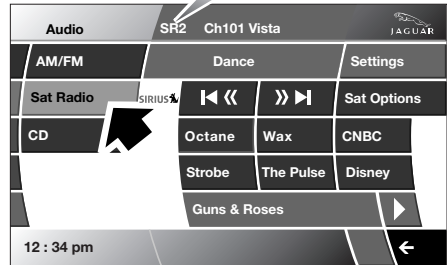 Audio SR2 Ch101 Vista JAGUAR
AM/FM Dance Settings
Sat Radio SIRIUS Sat Options
CD Octane Wax CNBC
Strobe The Pulse Disney
Guns & Roses
12 : 34 pm